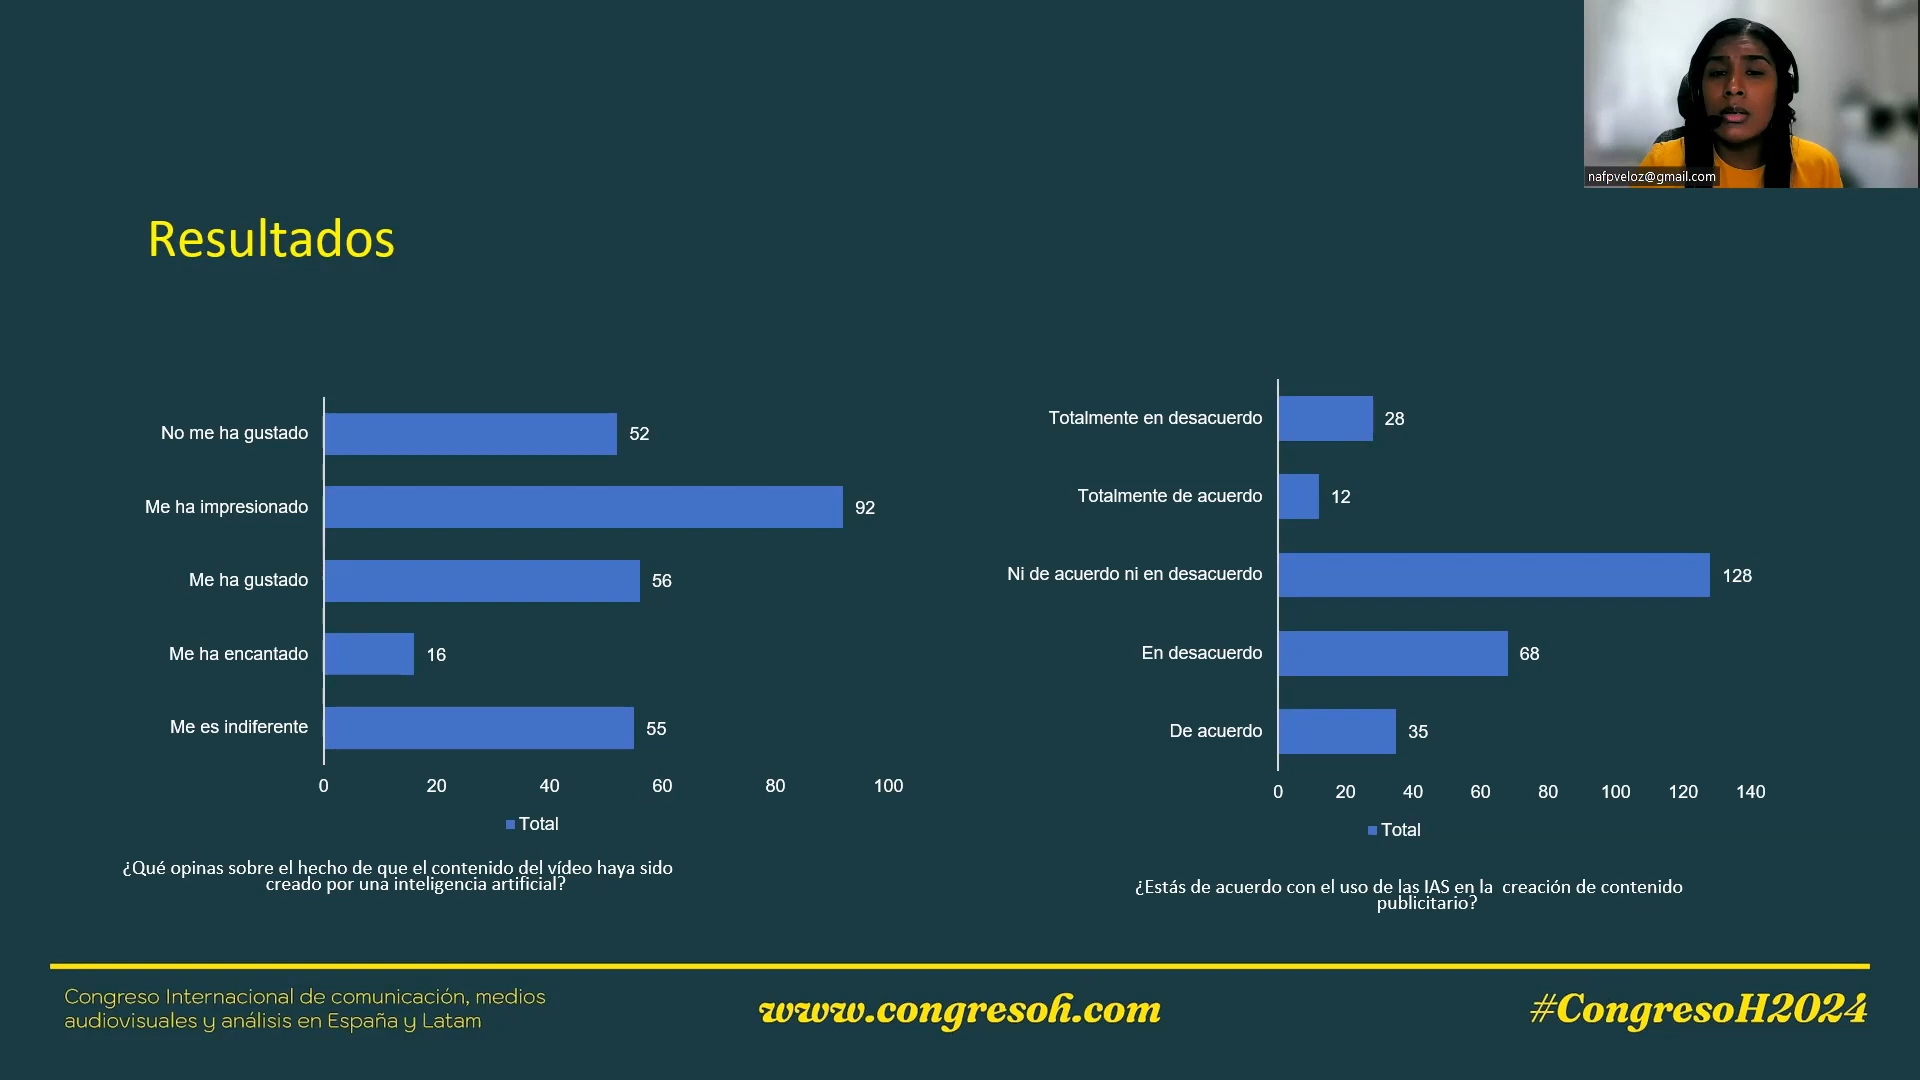 nafpveloz@gmail.com
Resultados
No me ha gustado
52
Me ha impresionado
92
Me ha gustado
56
Me ha encantado
16
Me es indiferente
55
0 20 40 60 80 100
Total
¿Qué opinas sobre el hecho de que el contenido del vídeo haya sido
creado por una inteligencia artificial?
Totalmente en desacuerdo
28
Totalmente de acuerdo
12
Ni de acuerdo ni en desacuerdo
128
En desacuerdo
68
De acuerdo
35
0 20 40 60 80 100 120 140
Total
¿Estás de acuerdo con el uso de las IAS en la creación de contenido
publicitario?
Congreso Internacional de comunicación, medios
audiovisuales y análisis en España y Latam
www.congresoh.com
#CongresoH2024